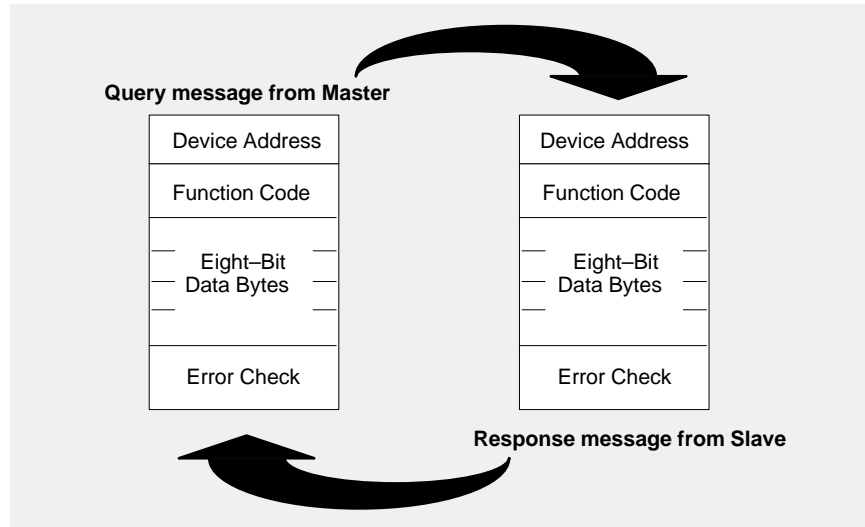 Query message from Master
Device Address
Function Code
Eight–Bit
Data Bytes
Error Check
Device Address
Function Code
Eight–Bit
Data Bytes
Error Check
Response message from Slave